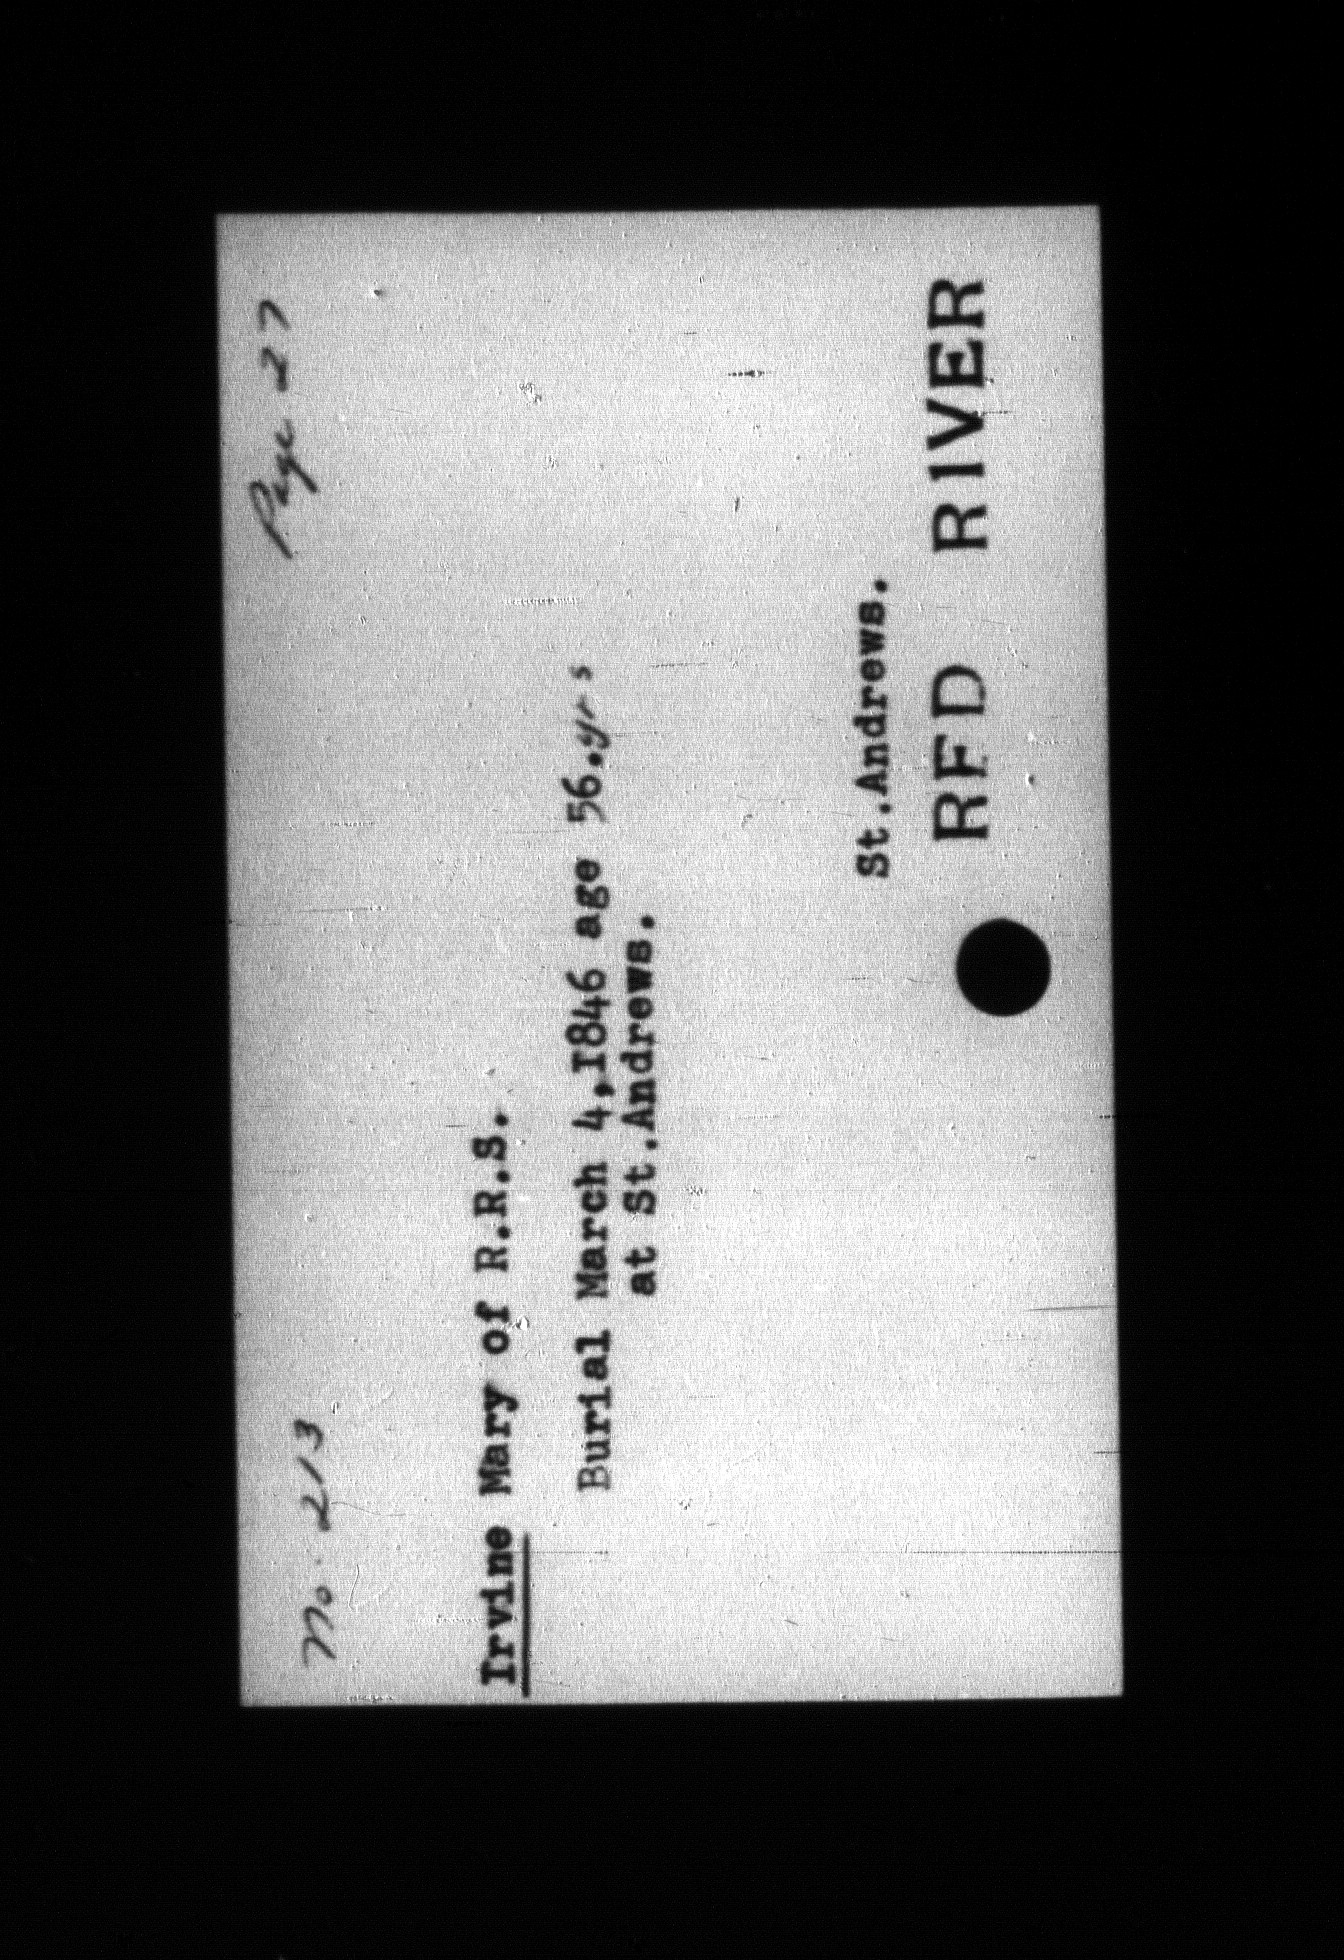 No. 213
Page 27
Irvine Mary of R.R.S.
Burial March 4,1846 age 56.yrs
at St.Andrews.
St.Andrews.
RED RIVER